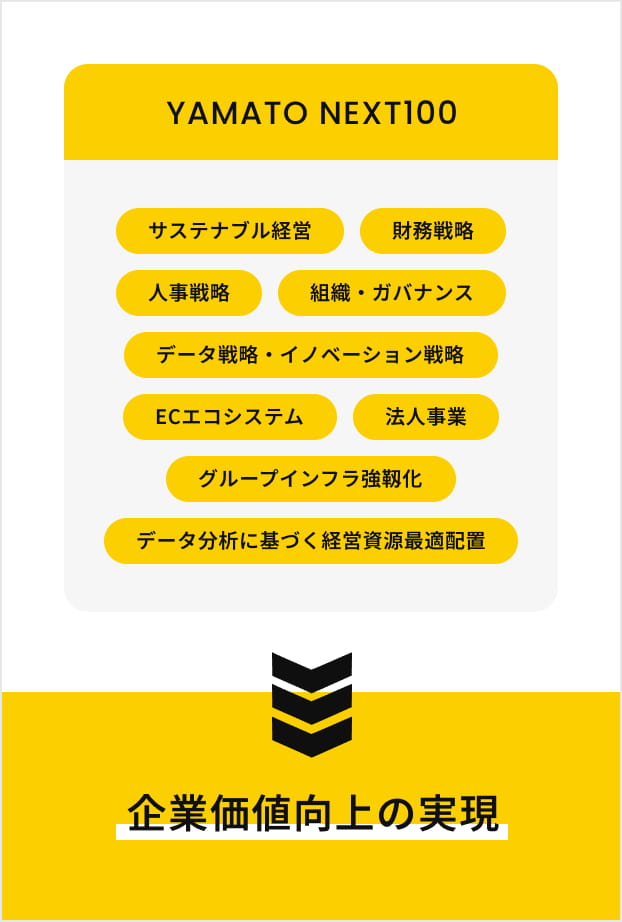 YAMATO NEXT100
サステナブル経営 財務戦略
人事戦略 組織・ガバナンス
データ戦略・イノベーション戦略
ECエコシステム 法人事業
グループインフラ強靱化
データ分析に基づく経営資源最適配置
企業価値向上の実現